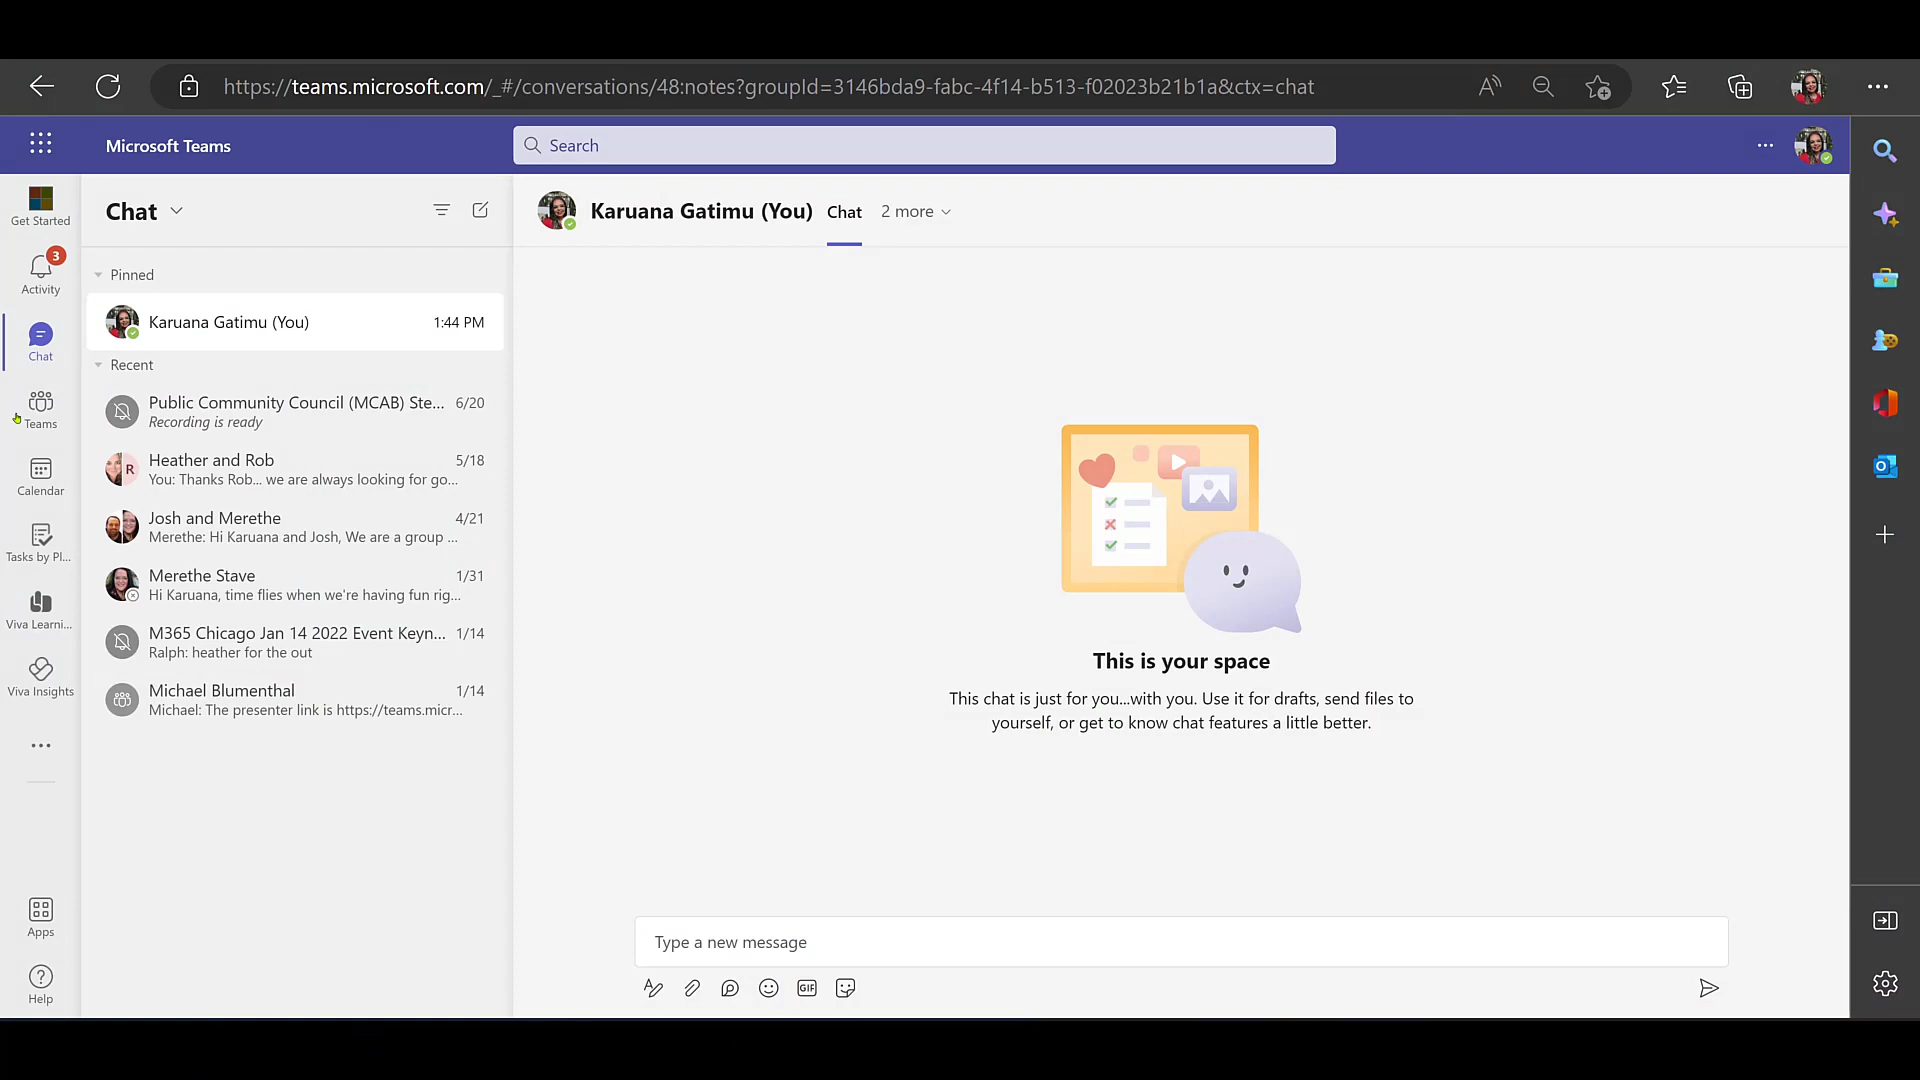 https://teams.microsoft.com/_#/conversations/48:notes?groupId=3146bda9-fabc-4f14-b513-f02023b21b1a&ctx=chat
Microsoft Teams
Search
Get Started
3
Activity
Chat
Teams
Calendar
Tasks by Pl...
Viva Learni...
Viva Insights
Apps
Help
Chat
Pinned
Karuana Gatimu (You) 1:44 PM
Recent
Public Community Council (MCAB) Ste... 6/20
Recording is ready
R
Heather and Rob 5/18
You: Thanks Rob... we are always looking for go...
Josh and Merethe 4/21
Merethe: Hi Karuana and Josh, We are a group ...
Merethe Stave 1/31
Hi Karuana, time flies when we're having fun rig...
M365 Chicago Jan 14 2022 Event Keyn... 1/14
Ralph: heather for the out
Michael Blumenthal 1/14
Michael: The presenter link is https://teams.micr...
Karuana Gatimu (You) Chat 2 more
This is your space
This chat is just for you...with you. Use it for drafts, send files to
yourself, or get to know chat features a little better.
Type a new message
GIF